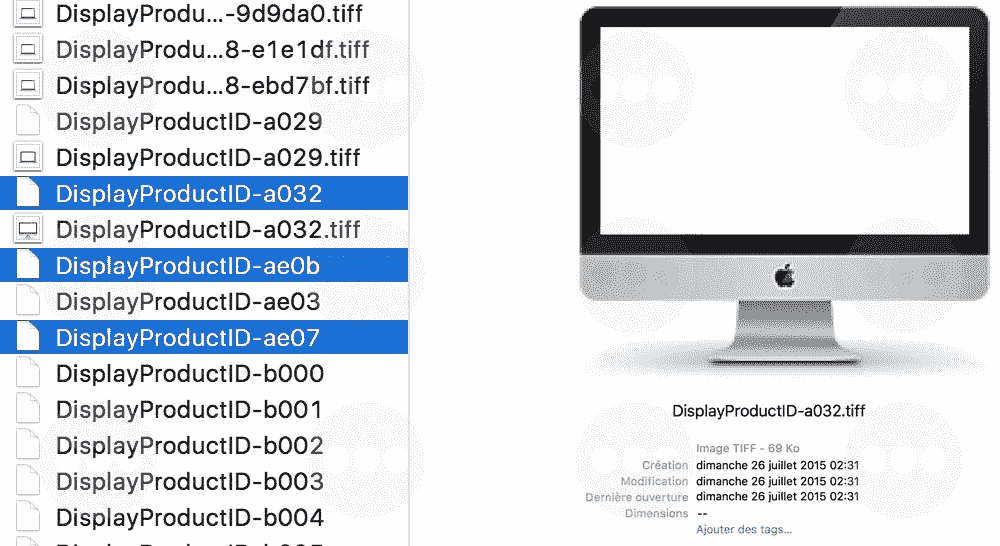 DisplayProdu...-9d9da0.tiff
DisplayProdu...8-e1e1df.tiff
DisplayProdu...8-ebd7bf.tiff
DisplayProductID-a029
DisplayProductID-a029.tiff
DisplayProductID-a032
DisplayProductID-a032.tiff
DisplayProductID-ae0b
DisplayProductID-ae03
DisplayProductID-ae07
DisplayProductID-b000
DisplayProductID-b001
DisplayProductID-b002
DisplayProductID-b003
DisplayProductID-b004
DisplayProductID-a032.tiff
Image TIFF - 69 Ko
Création dimanche 26 juillet 2015 02:31
Modification dimanche 26 juillet 2015 02:31
Dernière ouverture dimanche 26 juillet 2015 02:31
Dimensions --
Ajouter des tags...